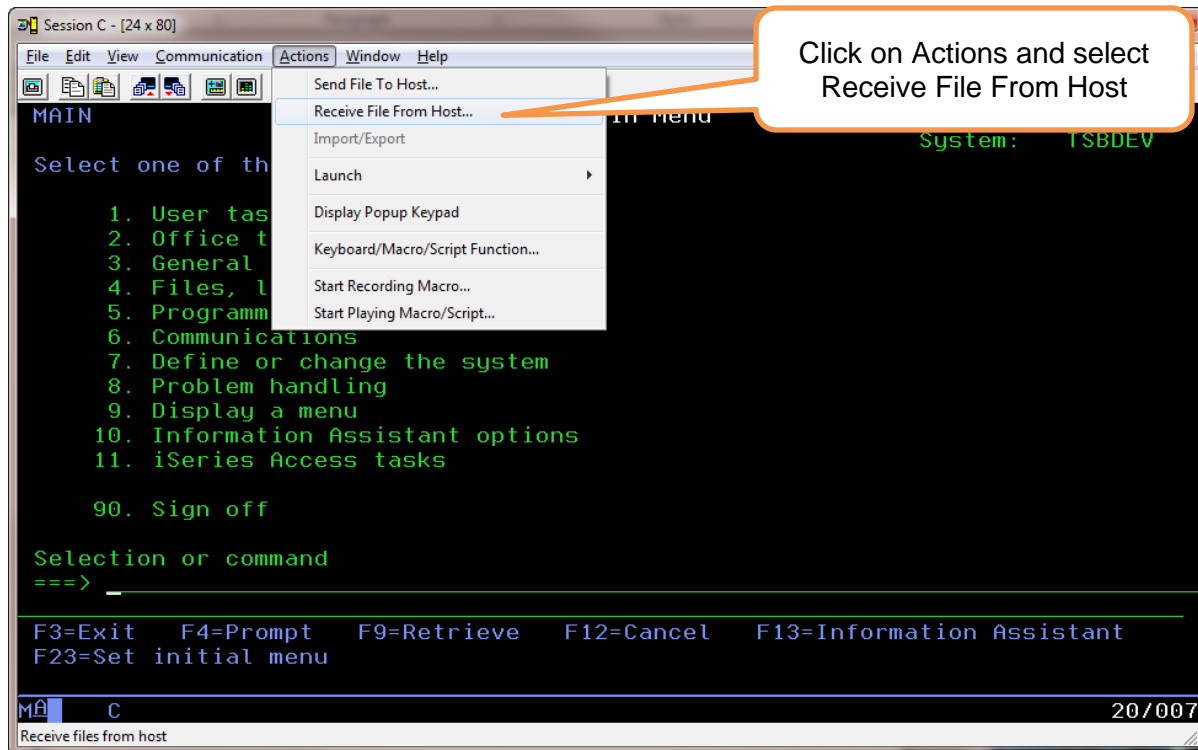 Session C - [24 x 80]
File Edit View Communication Actions Window Help
Click on Actions and select
Receive File From Host
Send File To Host...
Receive File From Host...
Import/Export
Launch
Display Popup Keypad
Keyboard/Macro/Script Function...
Start Recording Macro...
Start Playing Macro/Script...
MAIN in Menu
System: TSBDEV
Select one of th
1. User tas
2. Office t
3. General
4. Files, l
5. Programm
6. Communications
7. Define or change the system
8. Problem handling
9. Display a menu
10. Information Assistant options
11. iSeries Access tasks
90. Sign off
Selection or command
===> _
F3=Exit F4=Prompt F9=Retrieve F12=Cancel F13=Information Assistant
F23=Set initial menu
MA C 20/007
Receive files from host